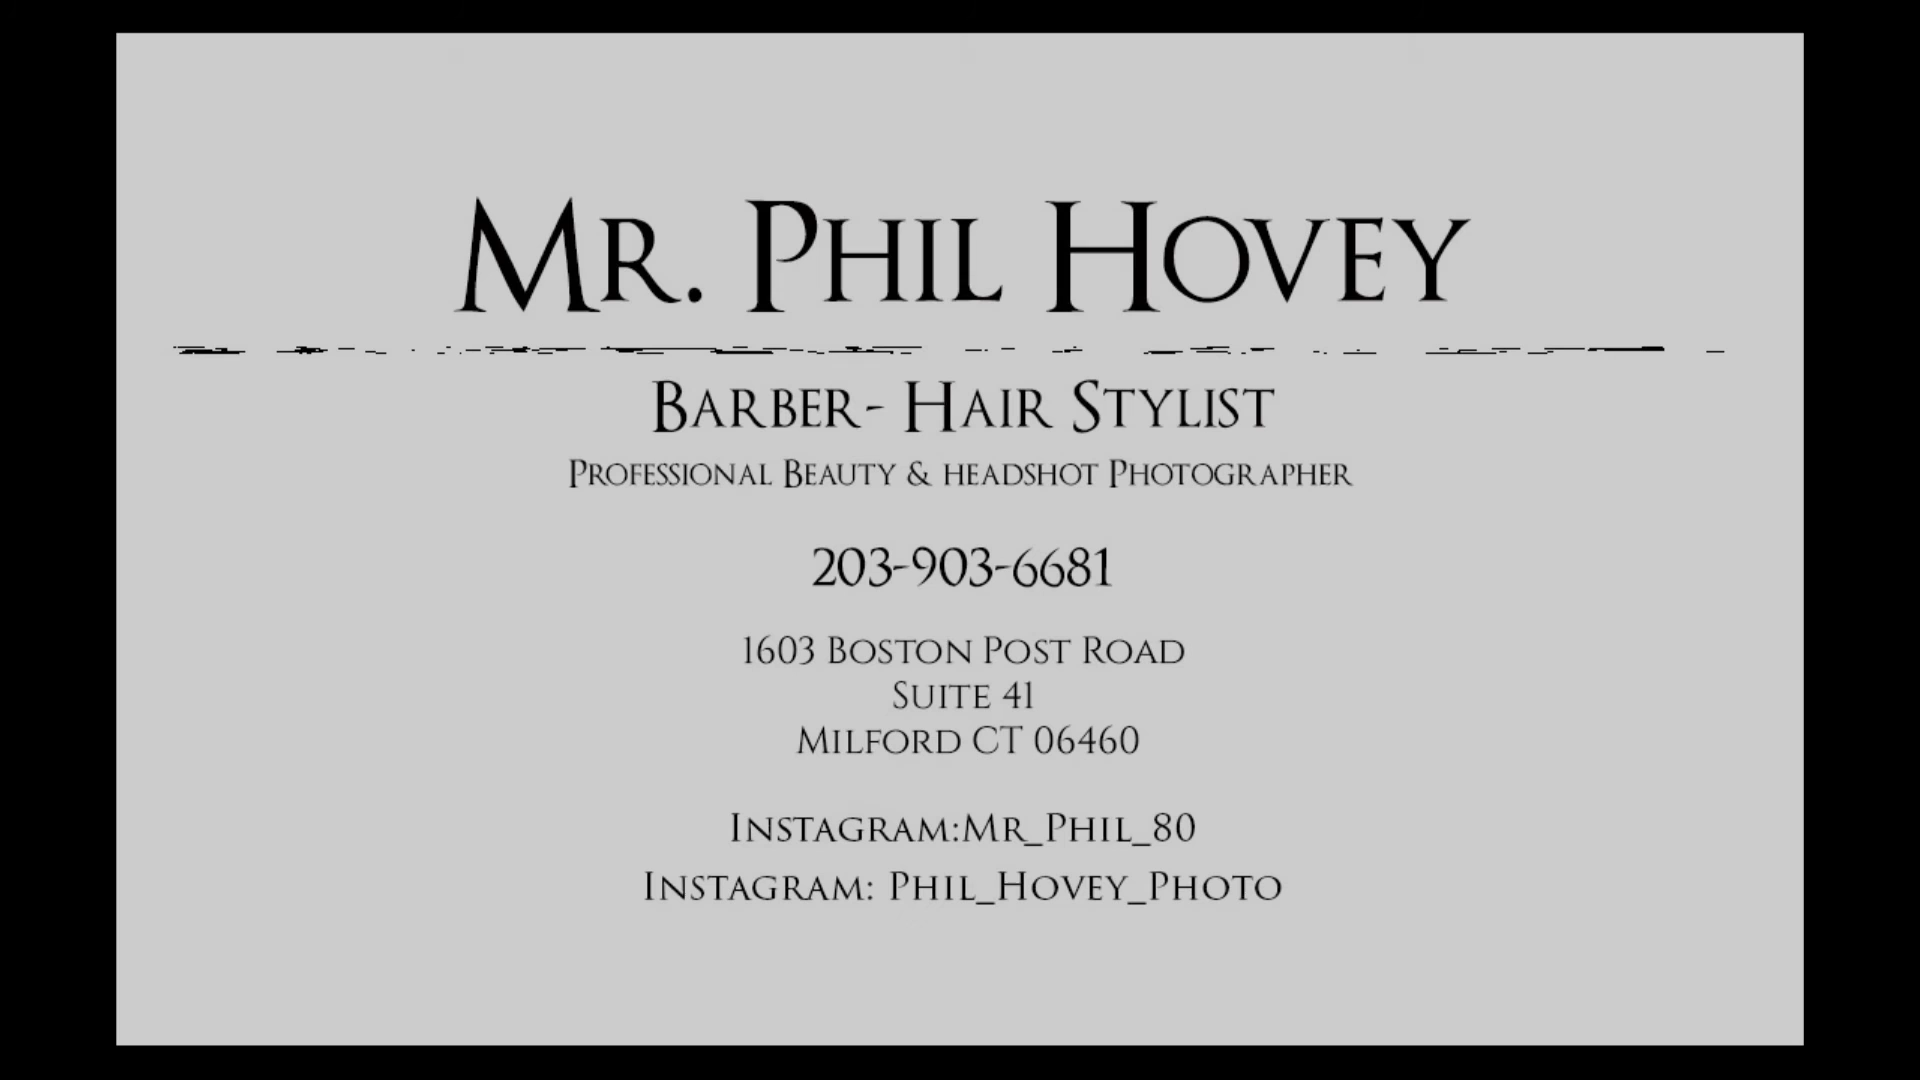 Mr. Phil Hovey
Barber- Hair Stylist
Professional Beauty & headshot Photographer
203-903-6681
1603 Boston Post Road
Suite 41
Milford CT 06460
Instagram:Mr_Phil_80
Instagram: Phil_Hovey_Photo